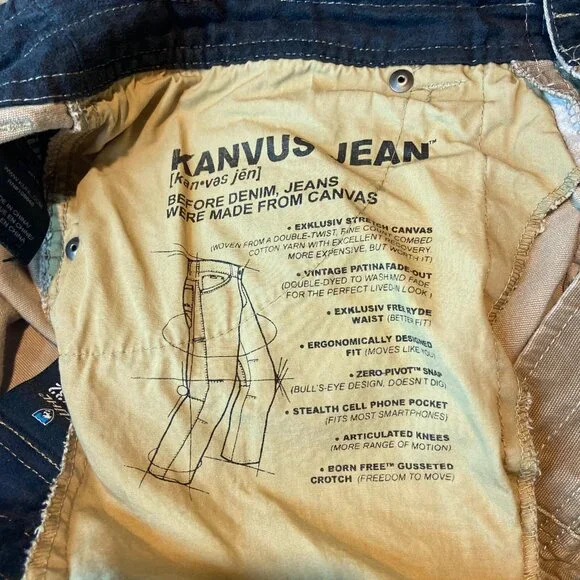 KANVUS JEAN™
[kan•vəs jēn]
BEFORE DENIM, JEANS
WERE MADE FROM CANVAS
• EXKLUSIV STRETCH CANVAS
(WOVEN FROM A DOUBLE-TWIST, FINE COMBED
COTTON YARN WITH EXCELLENT RECOVERY.
MORE EXPENSIVE, BUT WORTH IT)
• VINTAGE PATINA FADE-OUT
(DOUBLE-DYED TO WASH AND FADE
FOR THE PERFECT LIVED-IN LOOK)
• EXKLUSIV FREERYDE
WAIST (BETTER FIT)
• ERGONOMICALLY DESIGNED
FIT (MOVES LIKE YOU)
• ZERO-PIVOT™ SNAP
(BULL'S-EYE DESIGN, DOESN'T DIG)
• STEALTH CELL PHONE POCKET
(FITS MOST SMARTPHONES)
• ARTICULATED KNEES
(MORE RANGE OF MOTION)
• BORN FREE™ GUSSETED
CROTCH (FREEDOM TO MOVE)